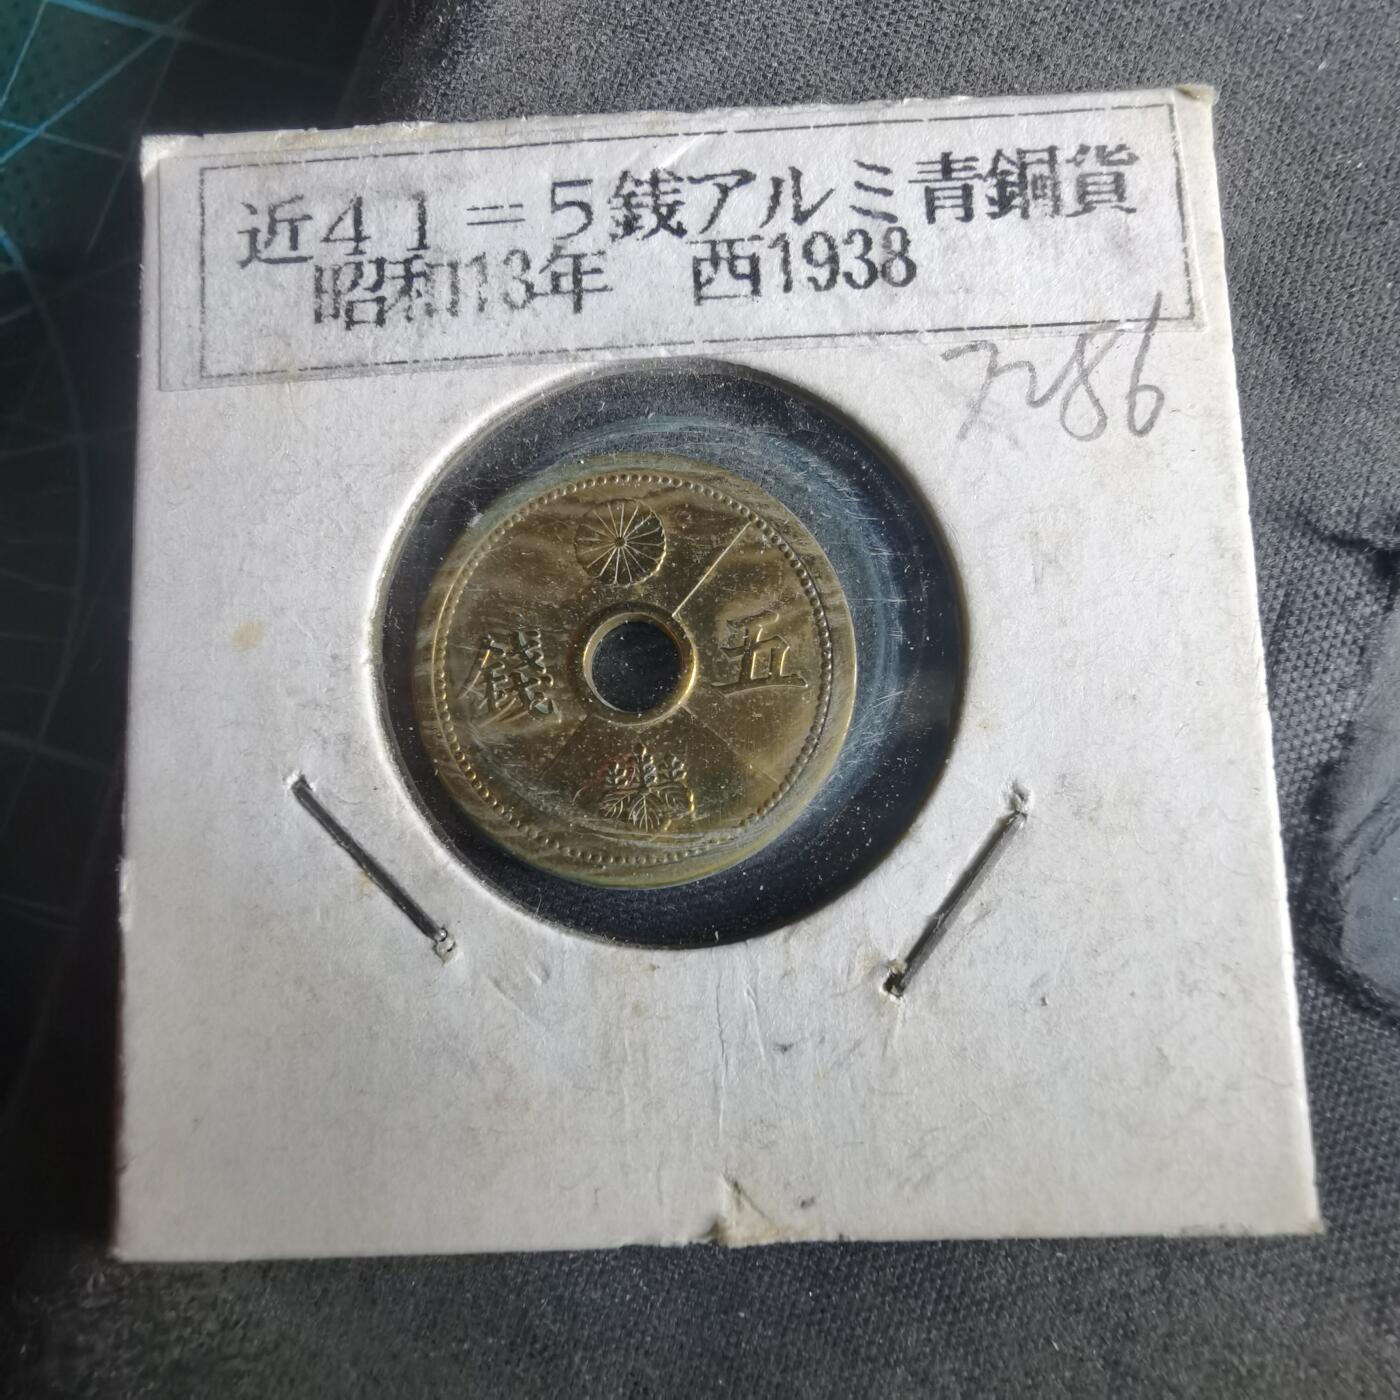 近41=5銭アルミ青銅貨
昭和13年 西1938
五
銭